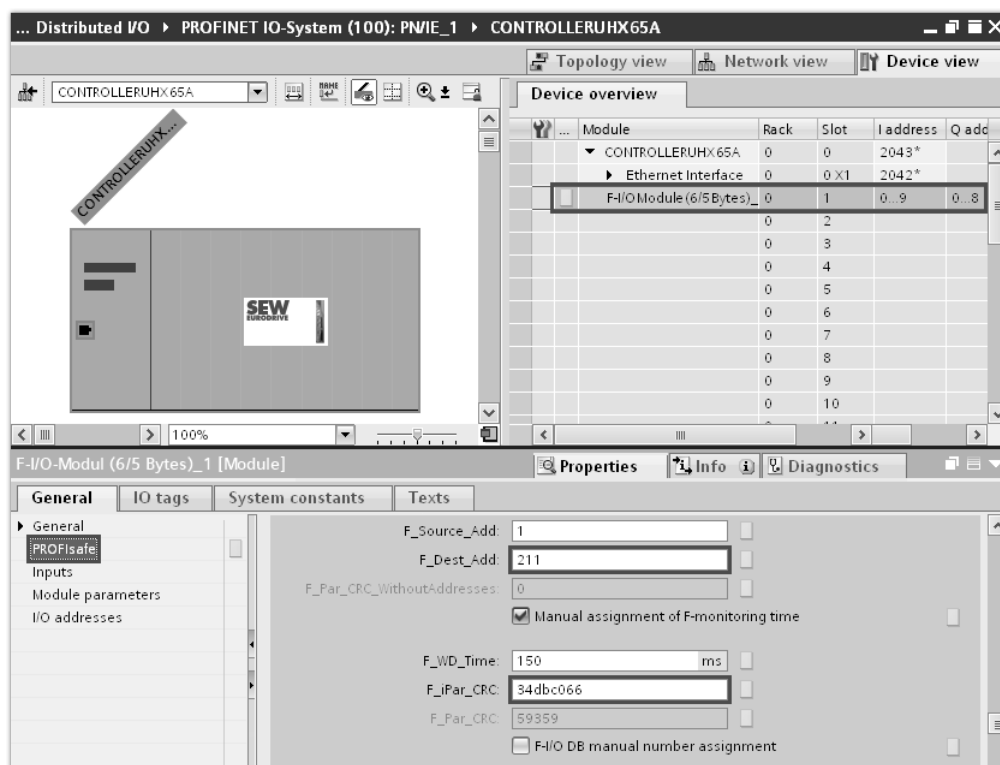 ... Distributed I/O ▸ PROFINET IO-System (100): PN/IE_1 ▸ CONTROLLERUHX65A
Topology view Network view Device view
CONTROLLERUHX65A
NAME
Device overview
CONTROLLERUHX...
SEW
EURODRIVE
... Module Rack Slot I address Q add
CONTROLLERUHX65A 0 0 2043*
Ethernet Interface 0 0 X1 2042*
F-I/O Module (6/5 Bytes)_ 0 1 0...9 0...8
0 2
0 3
0 4
0 5
0 6
0 7
0 8
0 9
0 10
100%
F-I/O-Modul (6/5 Bytes)_1 [Module]
Properties Info Diagnostics
General IO tags System constants Texts
General
PROFIsafe
Inputs
Module parameters
I/O addresses
F_Source_Add: 1
F_Dest_Add: 211
F_Par_CRC_WithoutAddresses: 0
Manual assignment of F-monitoring time
F_WD_Time: 150 ms
F_iPar_CRC: 34dbc066
F_Par_CRC: 59359
F-I/O DB manual number assignment